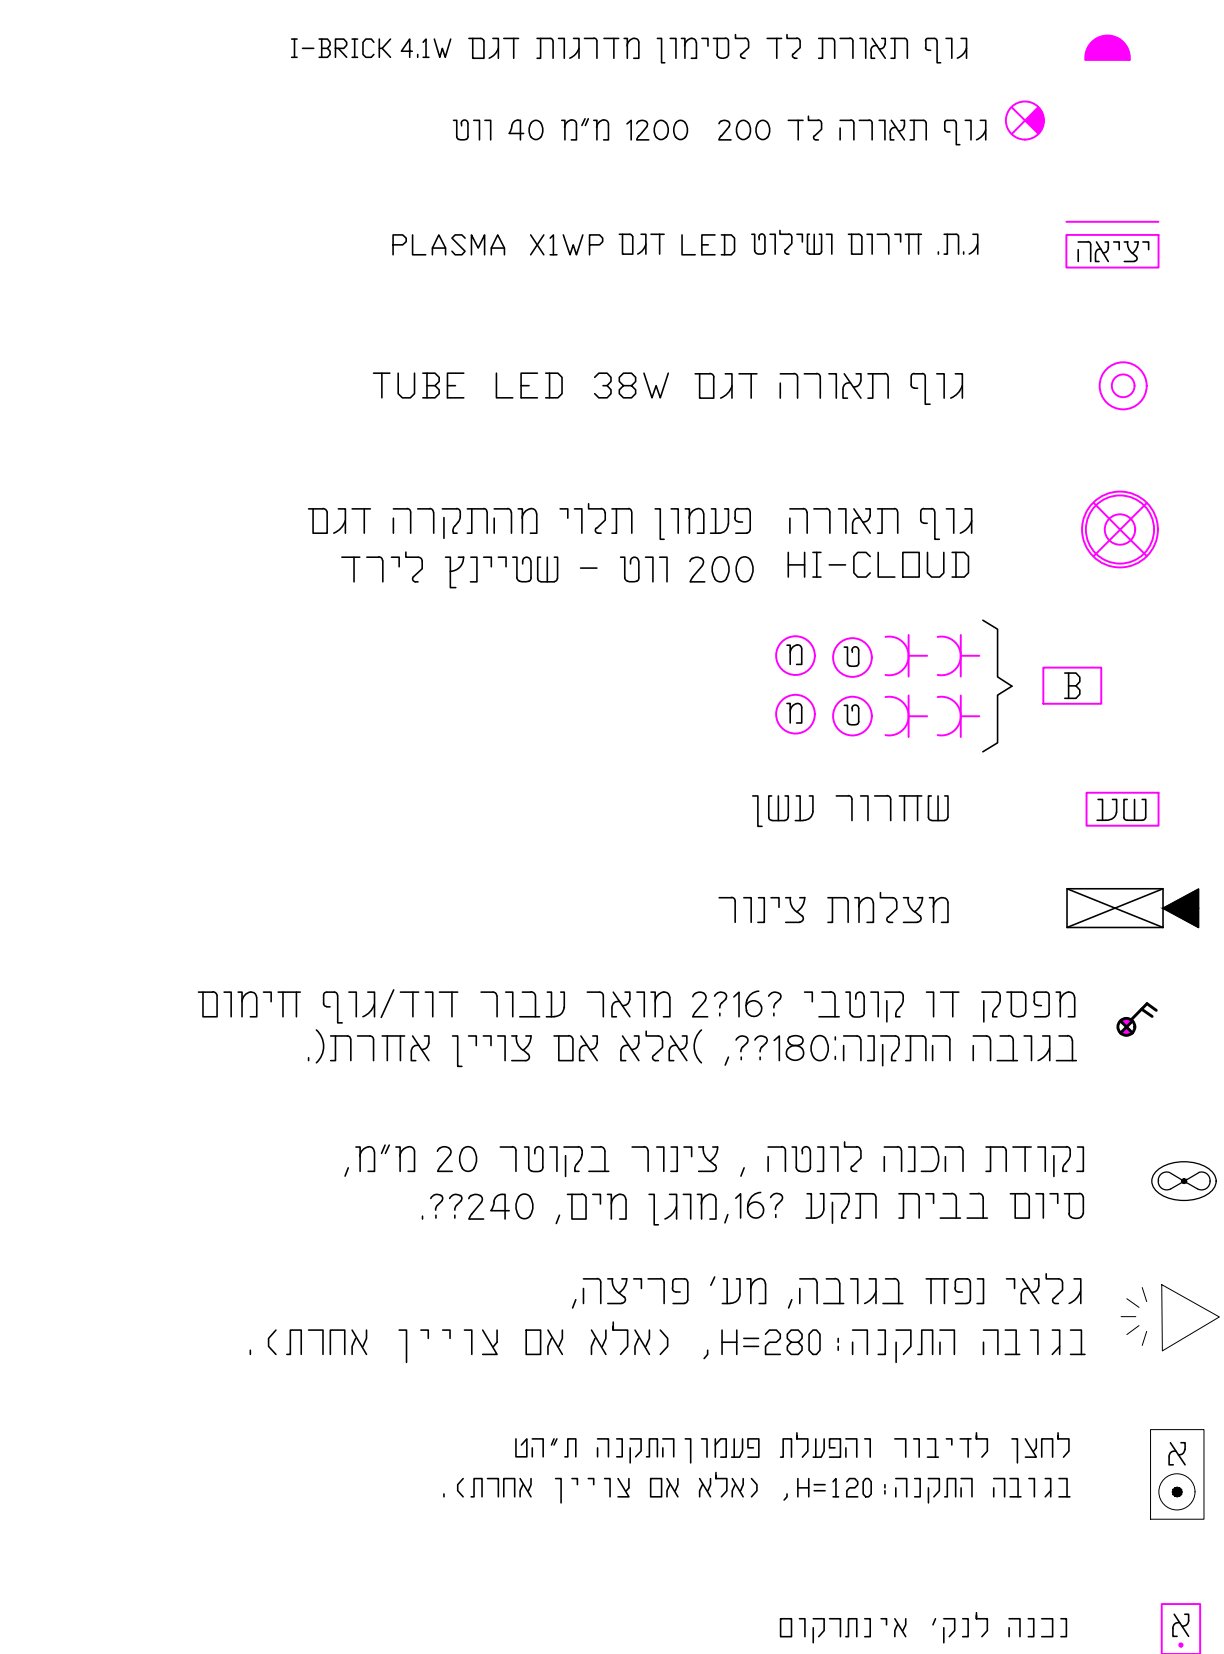 גוף תאורת לד לסימון מדרגות דגם I-BRICK 4.1W
גוף תאורה לד 200 1200 מ"מ 40 ווט
ג.ת. חירום ושילוט LED דגם PLASMA X1WP
יציאה
גוף תאורה דגם TUBE LED 38W
גוף תאורה פעמון תלוי מהתקרה דגם
HI-CLOUD 200 ווט - שטיינץ לירד
מ ט
B
מ ט
שחרור עשן
שע
מצלמת צינור
מפסק דו קוטבי ?16?2 מואר עבור דוד/גוף חימום
בגובה התקנה:180??, )אלא אם צויין אחרת(.
נקודת הכנה לונטה , צינור בקוטר 20 מ"מ,
סיום בבית תקע ?16,מוגן מים, 240??.
גלאי נפח בגובה, מע' פריצה,
בגובה התקנה: H=280, (אלא אם צויין אחרת).
לחצן לדיבור והפעלת פעמון התקנה ת"הט
א
בגובה התקנה: H=120, (אלא אם צויין אחרת).
נכנה לנק' אינתרקום
א